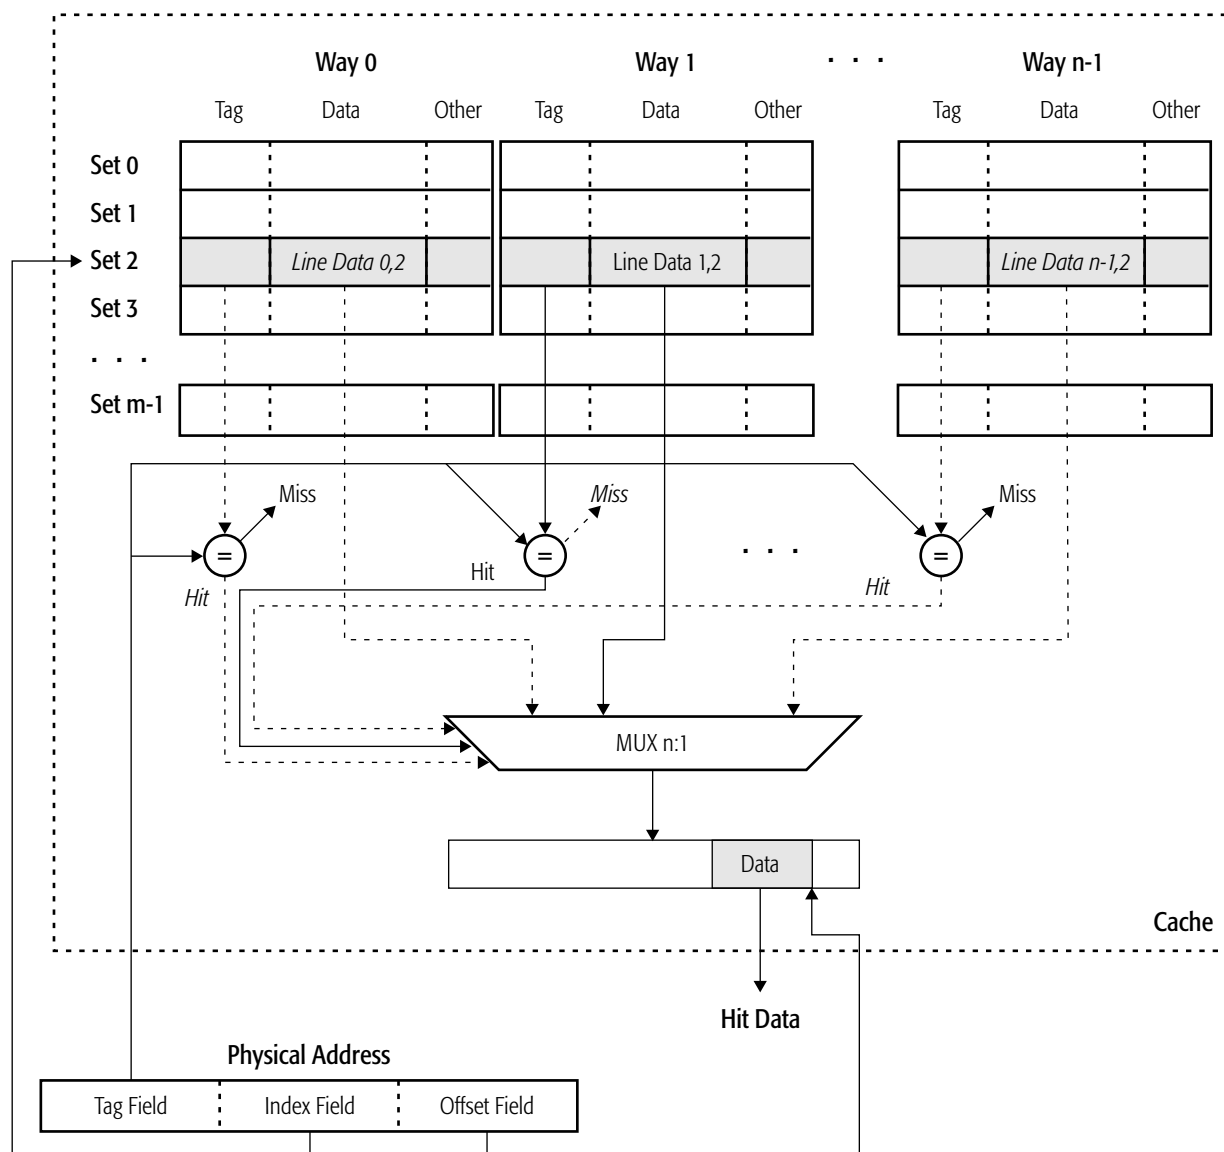 Way 0 Way 1 . . . Way n-1
Tag Data Other Tag Data Other Tag Data Other
Set 0
Set 1
Set 2 Line Data 0,2 Line Data 1,2 Line Data n-1,2
Set 3
. . .
Set m-1
Miss Miss Miss
= = . . . =
Hit Hit Hit
MUX n:1
Data
Cache
Hit Data
Physical Address
Tag Field Index Field Offset Field